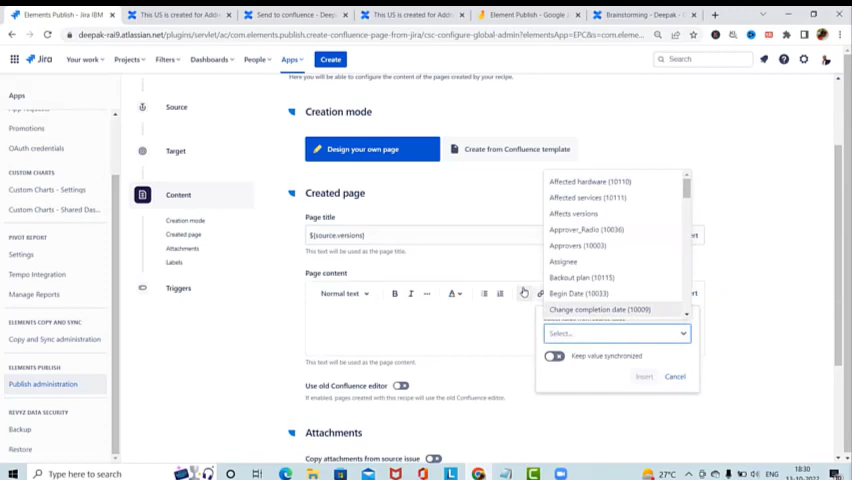 Elements Publish - Jira IBM
This US is created for Addin
Send to confluence - Deep
This US is created for Addin
Element Publish - Google
Brainstorming - Deepak -
deepak-rai9.atlassian.net/plugins/servlet/ac/com.elements.publish.create-confluence-page-from-jira/csc-configure-global-admin?elementsApp=EPC&s=com.eleme...
Jira Your work Projects Filters Dashboards People Apps Create Search
Here you will be able to configure the content of the pages created by your recipe.
Apps
App requests
Promotions
OAuth credentials
CUSTOM CHARTS
Custom Charts - Settings
Custom Charts - Shared Das...
PIVOT REPORT
Settings
Tempo Integration
Manage Reports
ELEMENTS COPY AND SYNC
Copy and Sync administration
ELEMENTS PUBLISH
Publish administration
REVYZ DATA SECURITY
Backup
Restore
Source
Target
Content
Creation mode
Created page
Attachments
Labels
Triggers
Creation mode
Design your own page
Create from Confluence template
Created page
Page title
${source.versions}
This text will be used as the page title.
Page content
Normal text B I ... A
This text will be used as the page content.
Use old Confluence editor
If enabled, pages created with this recipe will use the old Confluence editor.
Attachments
Copy attachments from source issue
Affected hardware (10110)
Affected services (10111)
Affects versions
Approver_Radio (10036)
Approvers (10003)
Assignee
Backout plan (10115)
Begin Date (10033)
Change completion date (10009)
Select...
Keep value synchronized
Insert Cancel
Type here to search
27°C
ENG
18:30
13-10-2022